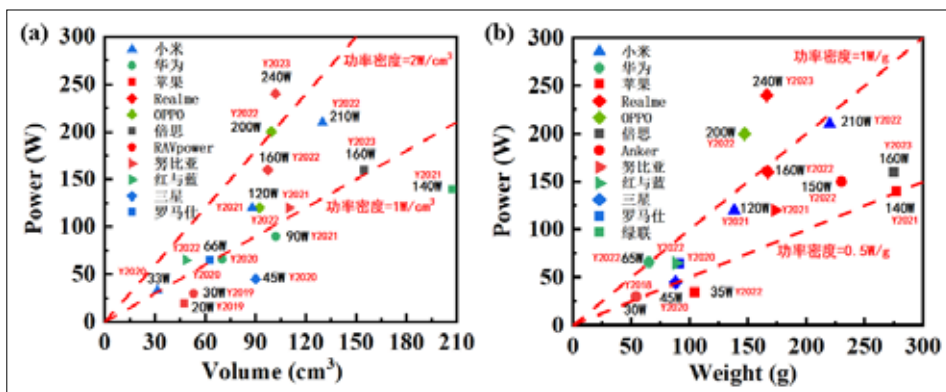 (a)
300
250
200
150
100
50
0
Power (W)
0 30 60 90 120 150 180 210
Volume (cm³)
小米
华为
苹果
Realme
OPPO
倍思
RAVpower
努比亚
红与蓝
三星
罗马仕
功率密度=2W/cm³
功率密度=1W/cm³
Y2023
240W
Y2022
210W
Y2022
200W
Y2023
160W
160W Y2022
Y2021
140W
120W
Y2021
Y2021
Y2022
90W Y2021
Y2022
66W
Y2020
Y2020
33W
Y2020
45W Y2020
30W Y2019
20W Y2019
(b)
300
250
200
150
100
50
0
Power (W)
0 50 100 150 200 250 300
Weight (g)
小米
华为
苹果
Realme
OPPO
倍思
Anker
努比亚
红与蓝
三星
罗马仕
绿联
功率密度=1W/g
功率密度=0.5W/g
240W Y2023
210W Y2022
200W
Y2022
Y2023
160W
160W Y2022
150W
Y2022
140W
Y2021
120W Y2021
Y2022 65W
Y2020
Y2018
45W
Y2020
30W
35W Y2022